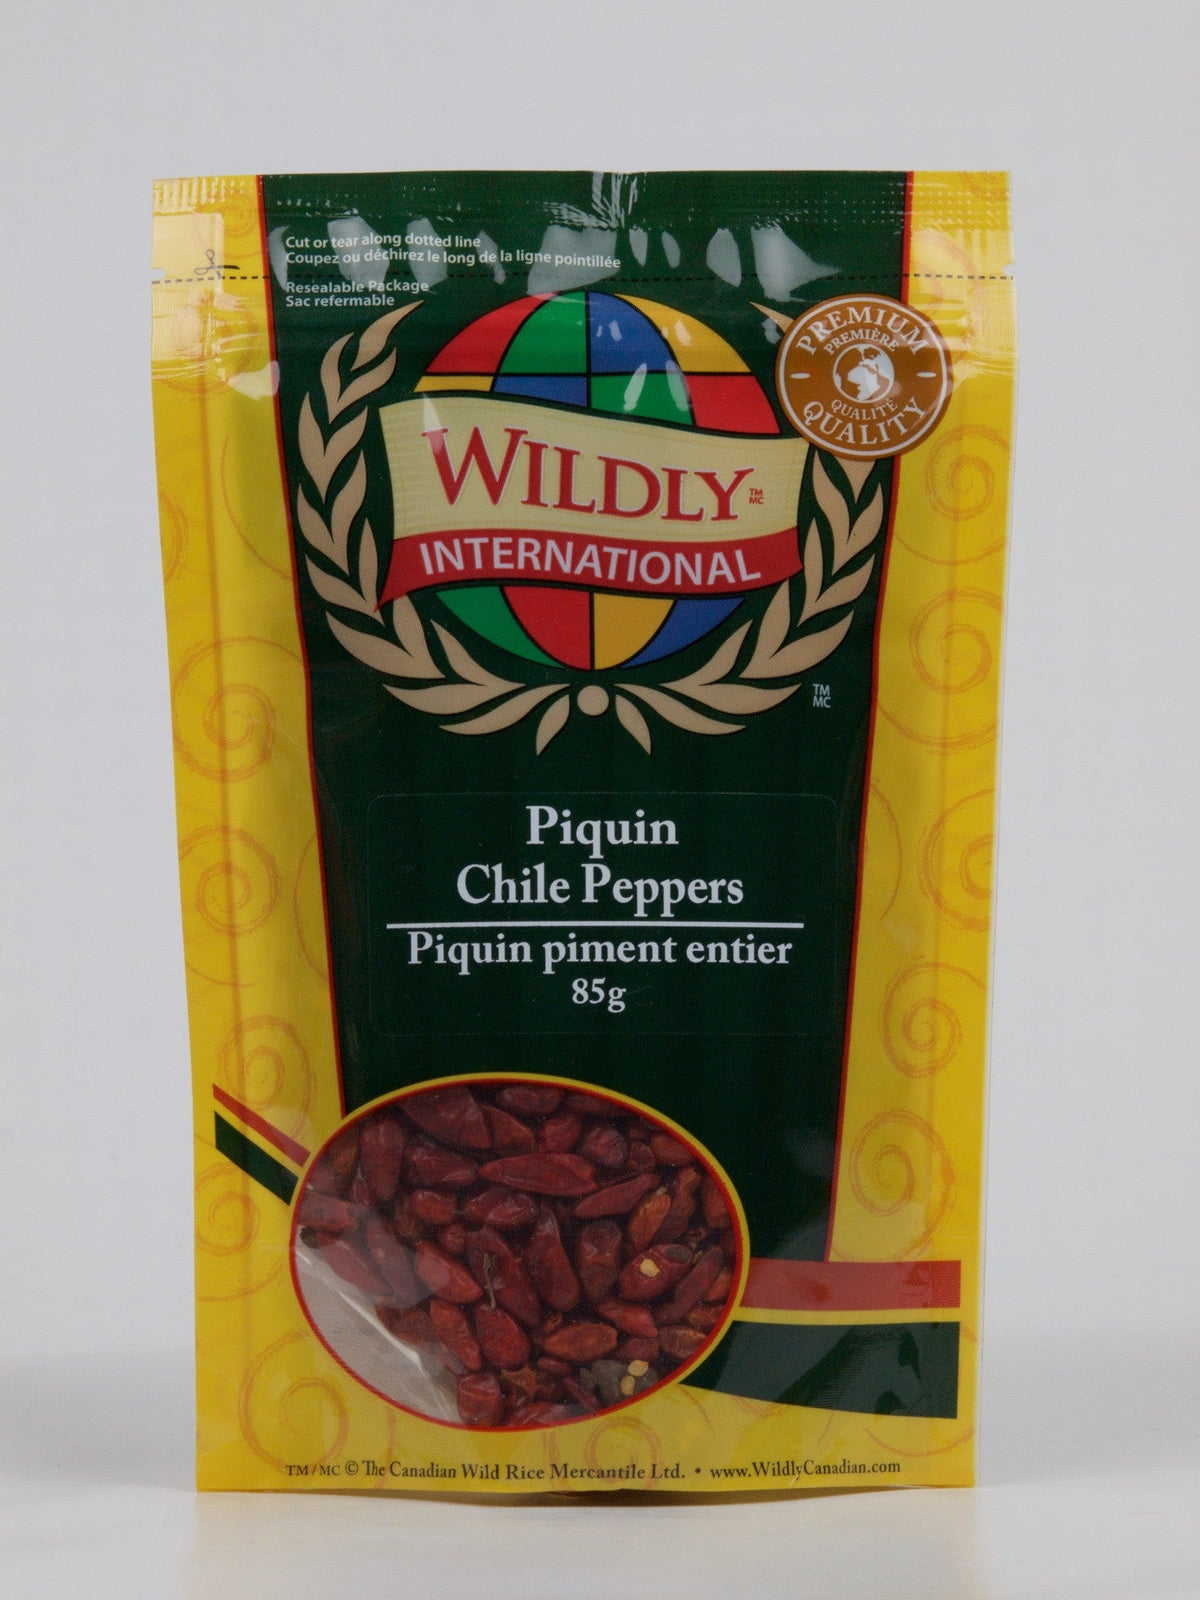 Cut or tear along dotted line
Coupez ou déchirez le long de la ligne pointillée
Resealable Package
Sac refermable
PREMIUM
PREMIÈRE
QUALITÉ
QUALITY
WILDLY TM MC
INTERNATIONAL
TM
MC
Piquin
Chile Peppers
Piquin piment entier
85g
TM/MC © The Canadian Wild Rice Mercantile Ltd. • www.WildlyCanadian.com